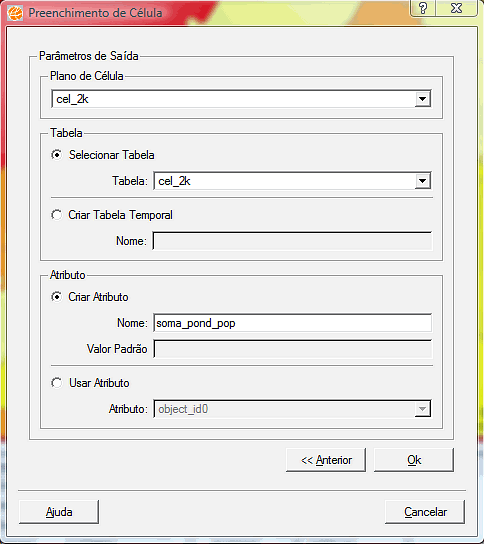 Preenchimento de Célula
Parâmetros de Saída
Plano de Célula
cel_2k
Tabela
Selecionar Tabela
Tabela: cel_2k
Criar Tabela Temporal
Nome:
Atributo
Criar Atributo
Nome: soma_pond_pop
Valor Padrão
Usar Atributo
Atributo: object_id0
<< Anterior Ok
Ajuda Cancelar